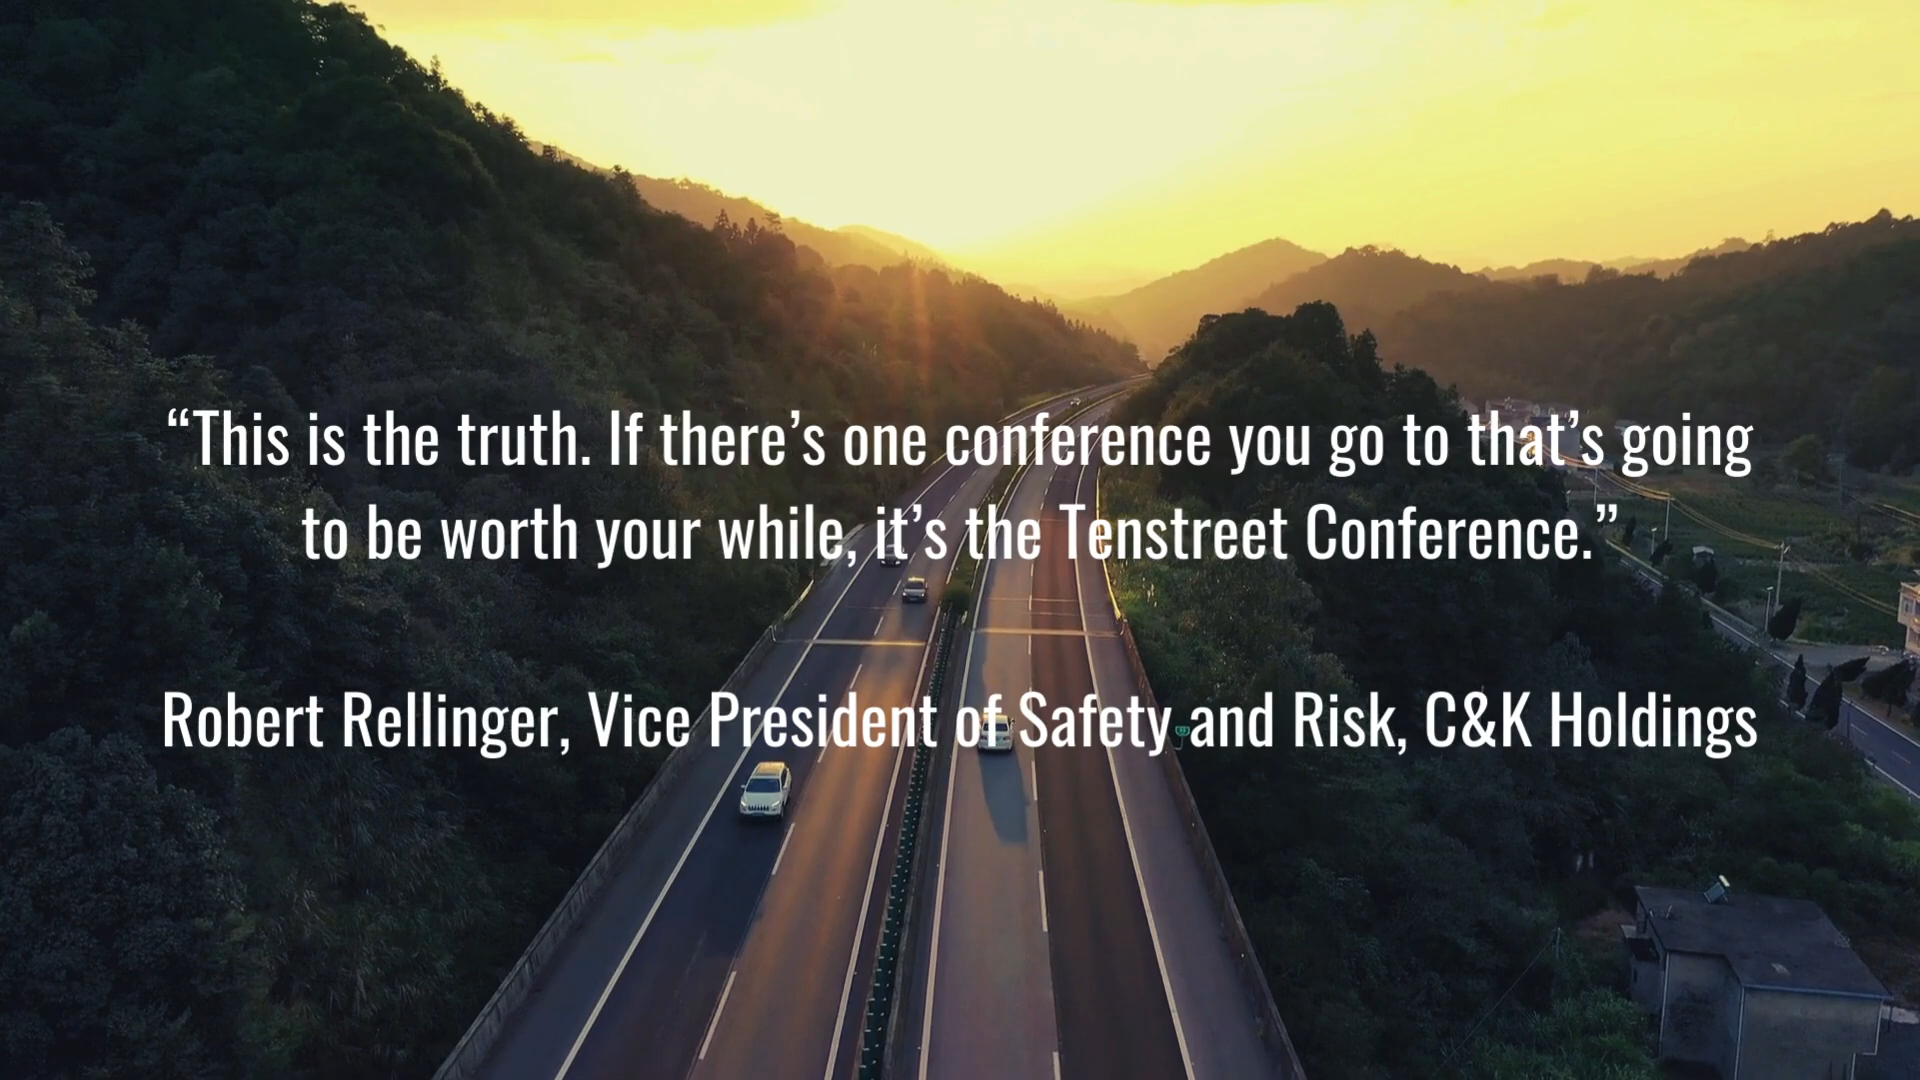 “This is the truth. If there’s one conference you go to that’s going
to be worth your while, it’s the Tenstreet Conference.”
Robert Rellinger, Vice President of Safety and Risk, C&K Holdings